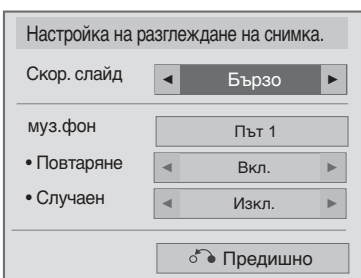 Настройка на разглеждане на снимка.
Скор. слайд ◄ Бързо ►
муз.фон Път 1
• Повтаряне ◄ Вкл. ►
• Случаен ◄ Изкл. ►
Предишно